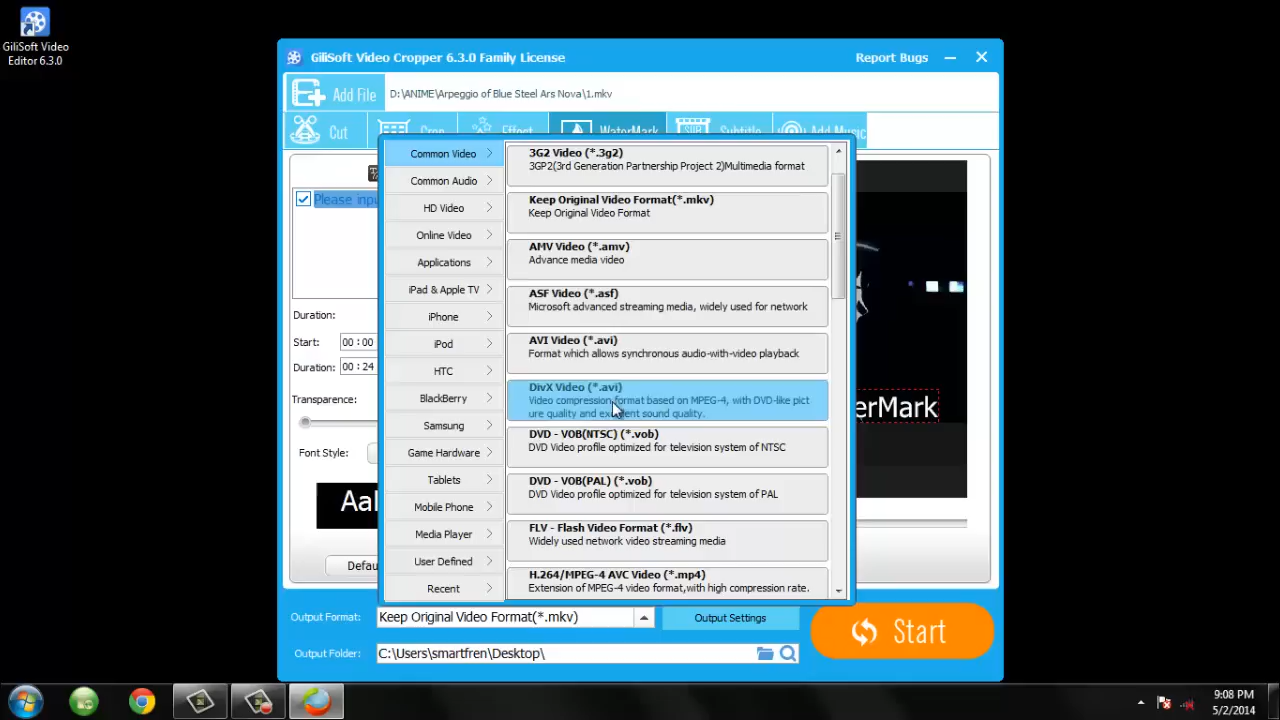 GiliSoft Video
Editor 6.3.0
GiliSoft Video Cropper 6.3.0 Family License
Report Bugs
Add File
D:\ANIME\Arpeggio of Blue Steel Ars Nova\1.mkv
Cut
Crop
Effect
WaterMark
SUB
Subtitle
Add Music
Please inpu
Duration:
Start:
00 : 00
Duration:
00 : 24
Transparence:
Font Style:
Aa
Defau
Common Video
Common Audio
HD Video
Online Video
Applications
iPad & Apple TV
iPhone
iPod
HTC
BlackBerry
Samsung
Game Hardware
Tablets
Mobile Phone
Media Player
User Defined
Recent
3G2 Video (*.3g2)
3GP2(3rd Generation Partnership Project 2)Multimedia format
Keep Original Video Format(*.mkv)
Keep Original Video Format
AMV Video (*.amv)
Advance media video
ASF Video (*.asf)
Microsoft advanced streaming media, widely used for network
AVI Video (*.avi)
Format which allows synchronous audio-with-video playback
DivX Video (*.avi)
Video compression format based on MPEG-4, with DVD-like pict
ure quality and excellent sound quality.
DVD - VOB(NTSC) (*.vob)
DVD Video profile optimized for television system of NTSC
DVD - VOB(PAL) (*.vob)
DVD Video profile optimized for television system of PAL
FLV - Flash Video Format (*.flv)
Widely used network video streaming media
H.264/MPEG-4 AVC Video (*.mp4)
Extension of MPEG-4 video format,with high compression rate.
erMark
Output Format:
Keep Original Video Format(*.mkv)
Output Settings
Start
Output Folder:
C:\Users\smartfren\Desktop\
9:08 PM
5/2/2014